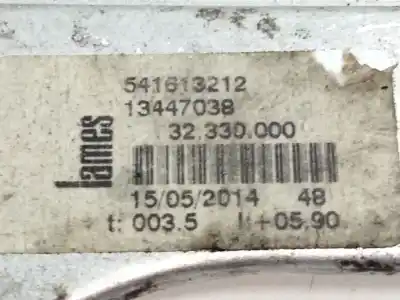 541613212
13447038
32.330.000
lames
15/05/2014 48
t: 003.5 l:+05.90